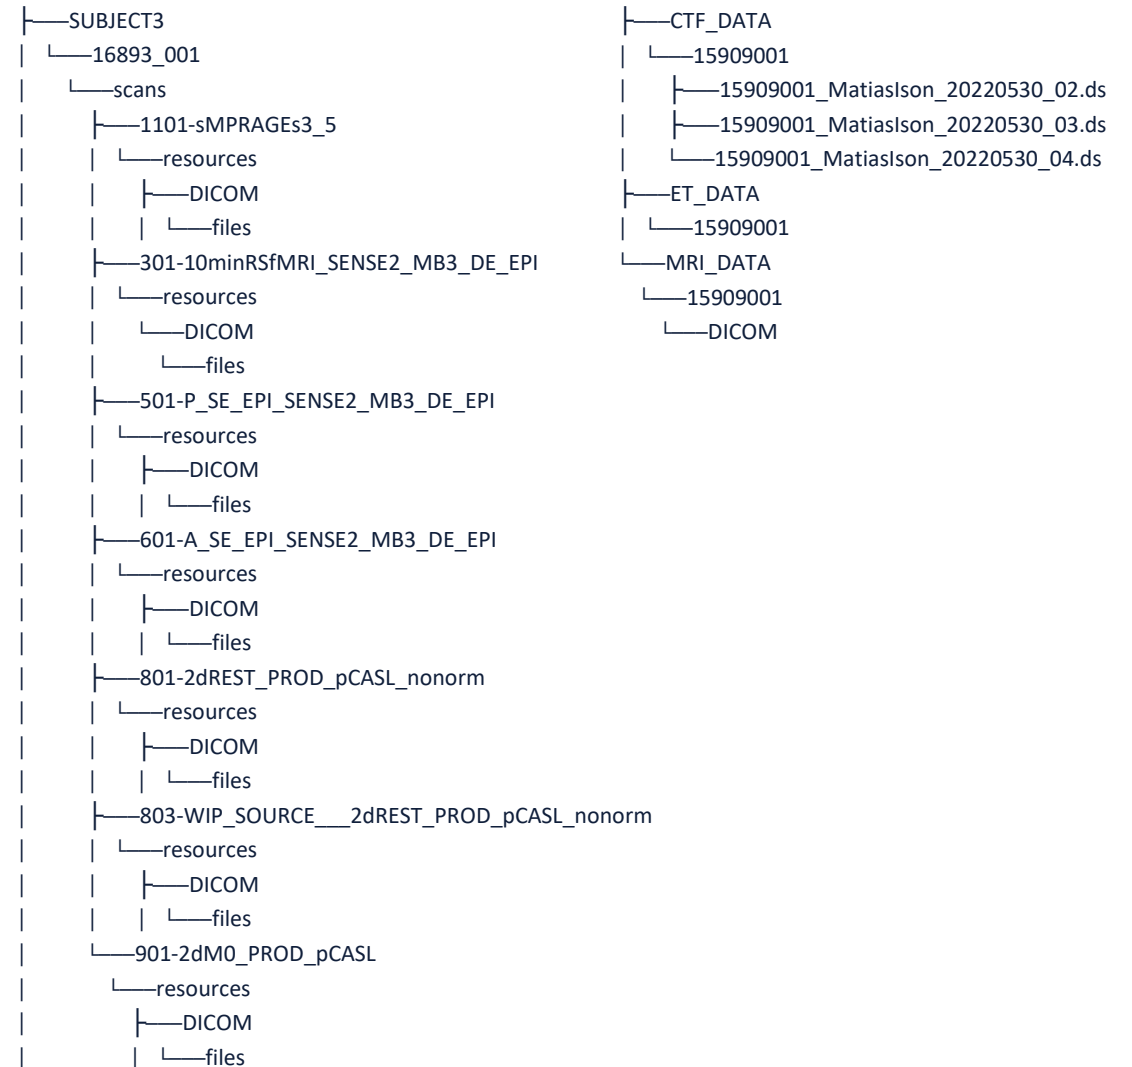 ├───SUBJECT3
│ └───16893_001
│ └───scans
│ ├───1101-sMPRAGEs3_5
│ │ └───resources
│ │ ├───DICOM
│ │ │ └───files
│ ├───301-10minRSfMRI_SENSE2_MB3_DE_EPI
│ │ └───resources
│ │ └───DICOM
│ │ └───files
│ ├───501-P_SE_EPI_SENSE2_MB3_DE_EPI
│ │ └───resources
│ │ ├───DICOM
│ │ │ └───files
│ ├───601-A_SE_EPI_SENSE2_MB3_DE_EPI
│ │ └───resources
│ │ ├───DICOM
│ │ │ └───files
│ ├───801-2dREST_PROD_pCASL_nonorm
│ │ └───resources
│ │ ├───DICOM
│ │ │ └───files
│ ├───803-WIP_SOURCE___2dREST_PROD_pCASL_nonorm
│ │ └───resources
│ │ ├───DICOM
│ │ │ └───files
│ └───901-2dM0_PROD_pCASL
│ └───resources
│ ├───DICOM
│ │ └───files
├───CTF_DATA
│ └───15909001
│ ├───15909001_MatiasIson_20220530_02.ds
│ ├───15909001_MatiasIson_20220530_03.ds
│ └───15909001_MatiasIson_20220530_04.ds
├───ET_DATA
│ └───15909001
└───MRI_DATA
└───15909001
└───DICOM